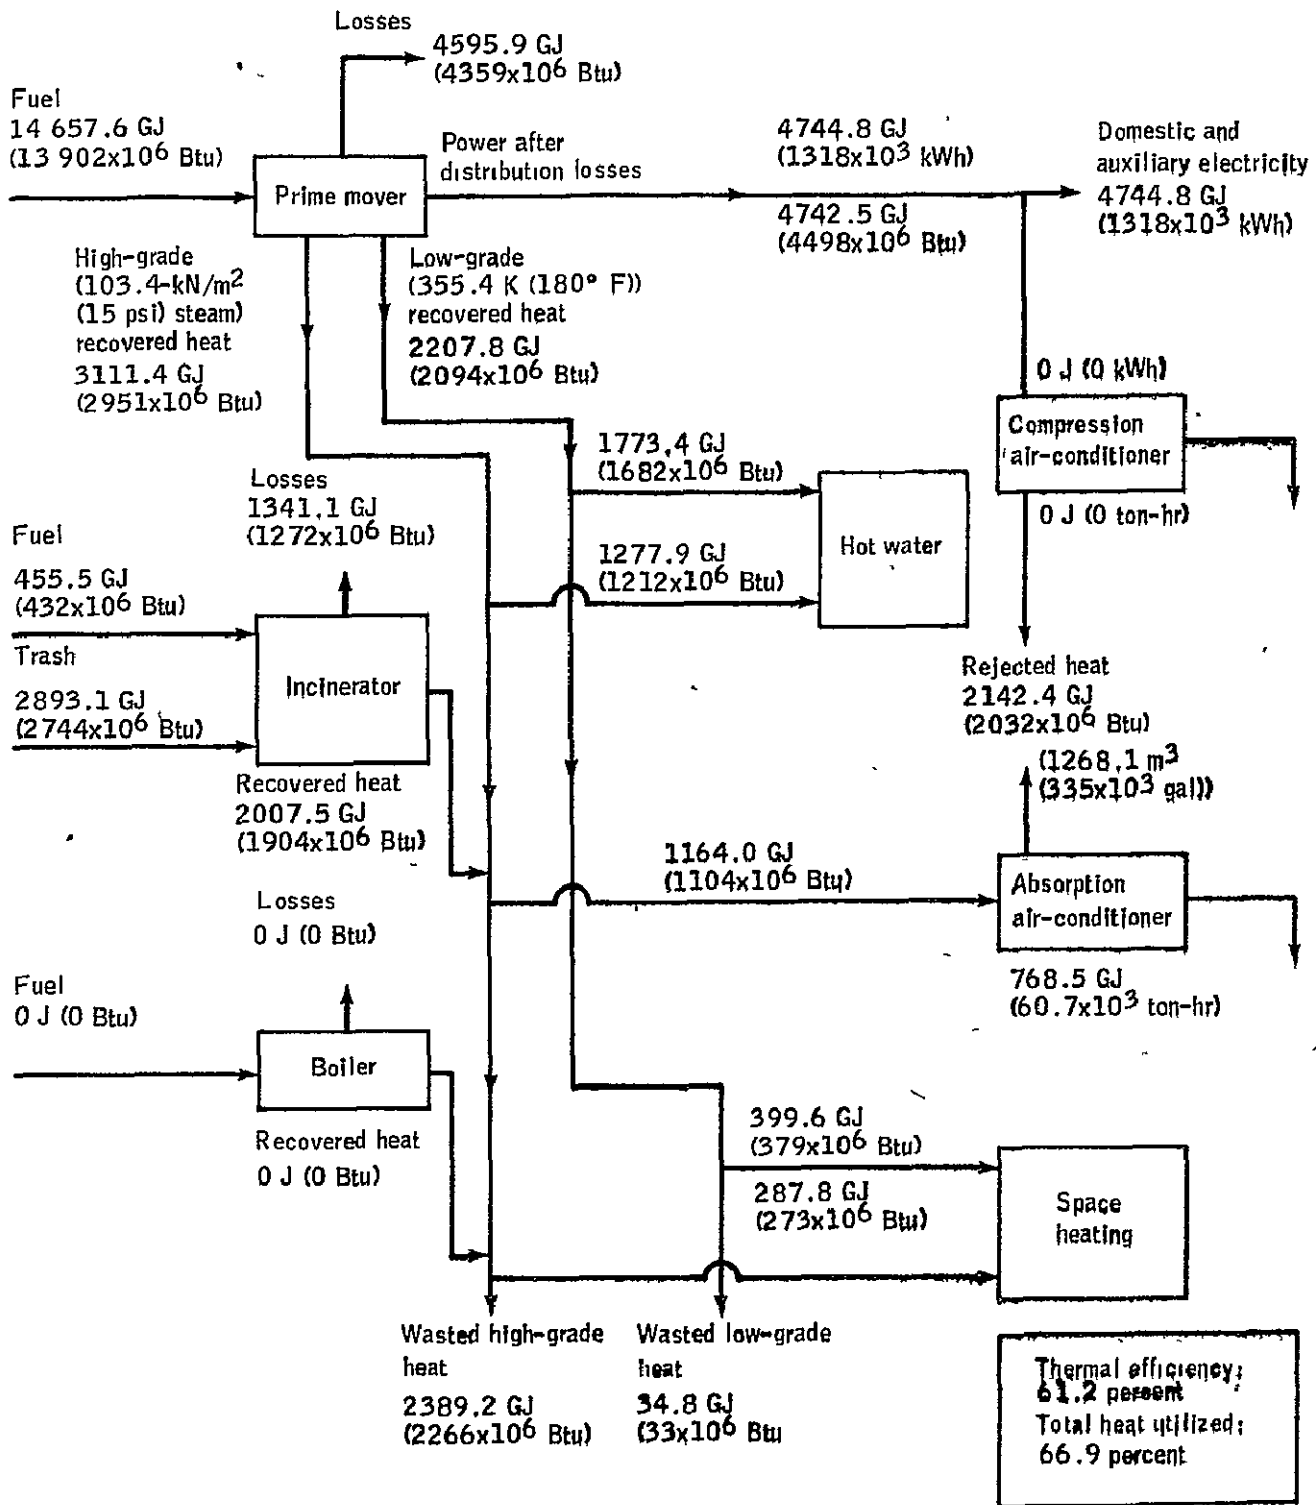 Losses
4595.9 GJ
(4359x10⁶ Btu)
Fuel
14 657.6 GJ
(13 902x10⁶ Btu)
Prime mover
Power after
distribution losses
4744.8 GJ
(1318x10³ kWh)
4742.5 GJ
(4498x10⁶ Btu)
Domestic and
auxiliary electricity
4744.8 GJ
(1318x10³ kWh)
High-grade
(103.4-kN/m²
(15 psi) steam)
recovered heat
3111.4 GJ
(2951x10⁶ Btu)
Low-grade
(355.4 K (180° F))
recovered heat
2207.8 GJ
(2094x10⁶ Btu)
0 J (0 kWh)
Compression
air-conditioner
0 J (0 ton-hr)
1773.4 GJ
(1682x10⁶ Btu)
Hot water
1277.9 GJ
(1212x10⁶ Btu)
Losses
1341.1 GJ
(1272x10⁶ Btu)
Fuel
455.5 GJ
(432x10⁶ Btu)
Trash
2893.1 GJ
(2744x10⁶ Btu)
Incinerator
Recovered heat
2007.5 GJ
(1904x10⁶ Btu)
Rejected heat
2142.4 GJ
(2032x10⁶ Btu)
(1268.1 m³
(335x10³ gal))
1164.0 GJ
(1104x10⁶ Btu)
Absorption
air-conditioner
768.5 GJ
(60.7x10³ ton-hr)
Losses
0 J (0 Btu)
Fuel
0 J (0 Btu)
Boiler
Recovered heat
0 J (0 Btu)
399.6 GJ
(379x10⁶ Btu)
287.8 GJ
(273x10⁶ Btu)
Space
heating
Wasted high-grade
heat
2389.2 GJ
(2266x10⁶ Btu)
Wasted low-grade
heat
34.8 GJ
(33x10⁶ Btu
Thermal efficiency:
61.2 percent
Total heat utilized:
66.9 percent